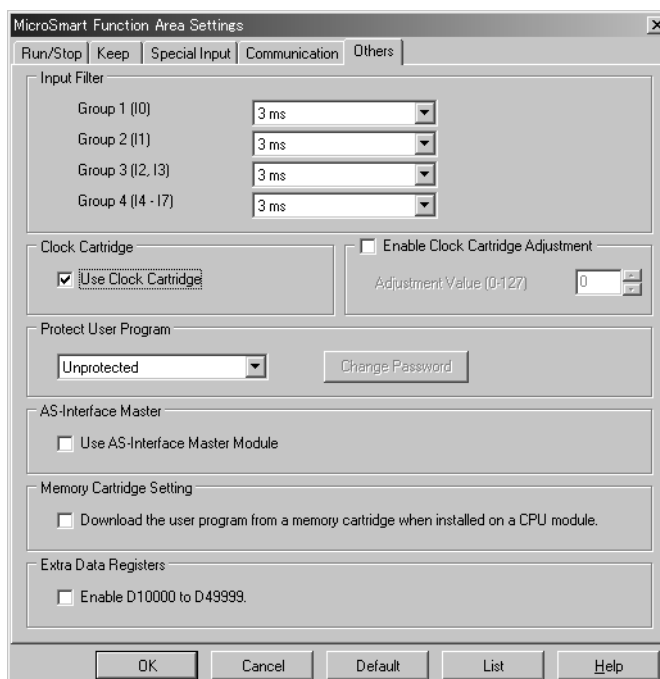 MicroSmart Function Area Settings
Run/Stop Keep Special Input Communication Others
Input Filter
Group 1 (I0) 3 ms
Group 2 (I1) 3 ms
Group 3 (I2, I3) 3 ms
Group 4 (I4 - I7) 3 ms
Clock Cartridge
Use Clock Cartridge
Enable Clock Cartridge Adjustment
Adjustment Value (0-127) 0
Protect User Program
Unprotected Change Password
AS-Interface Master
Use AS-Interface Master Module
Memory Cartridge Setting
Download the user program from a memory cartridge when installed on a CPU module.
Extra Data Registers
Enable D10000 to D49999.
OK Cancel Default List Help